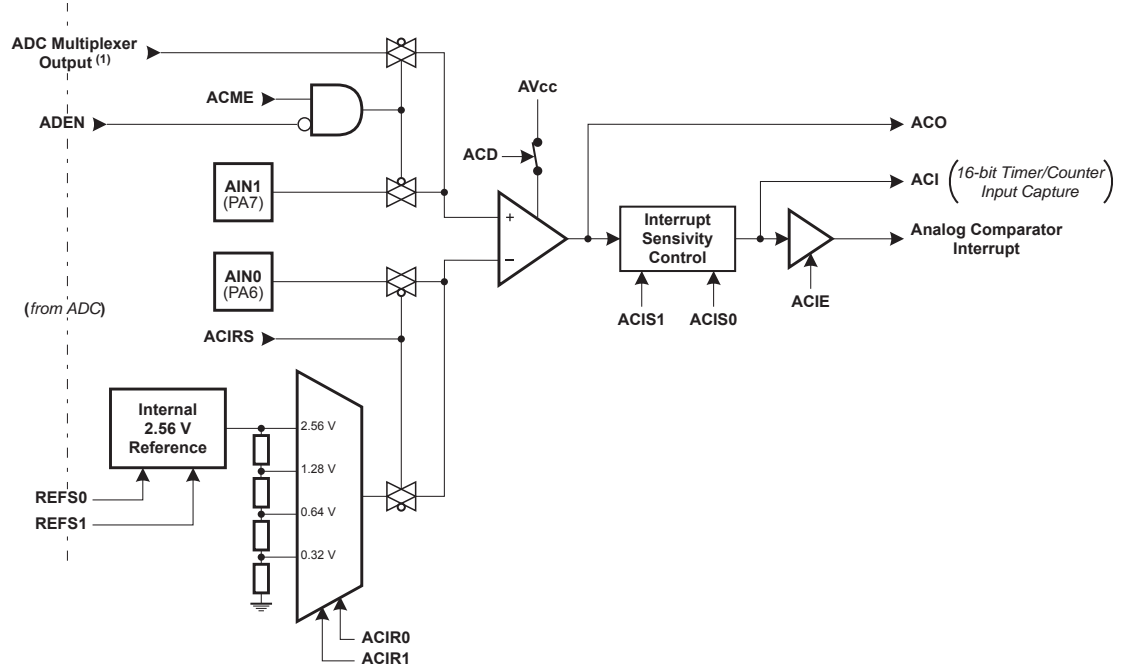 ADC Multiplexer
Output (1)
ACME
ADEN
AVcc
ACD
ACO
AIN1
(PA7)
+
ACI (16-bit Timer/Counter
Input Capture)
Interrupt
Sensivity
Control
Analog Comparator
Interrupt
−
AIN0
(PA6)
ACIE
(from ADC)
ACIS1
ACIS0
ACIRS
Internal
2.56 V
Reference
2.56 V
1.28 V
REFS0
0.64 V
REFS1
0.32 V
ACIR0
ACIR1